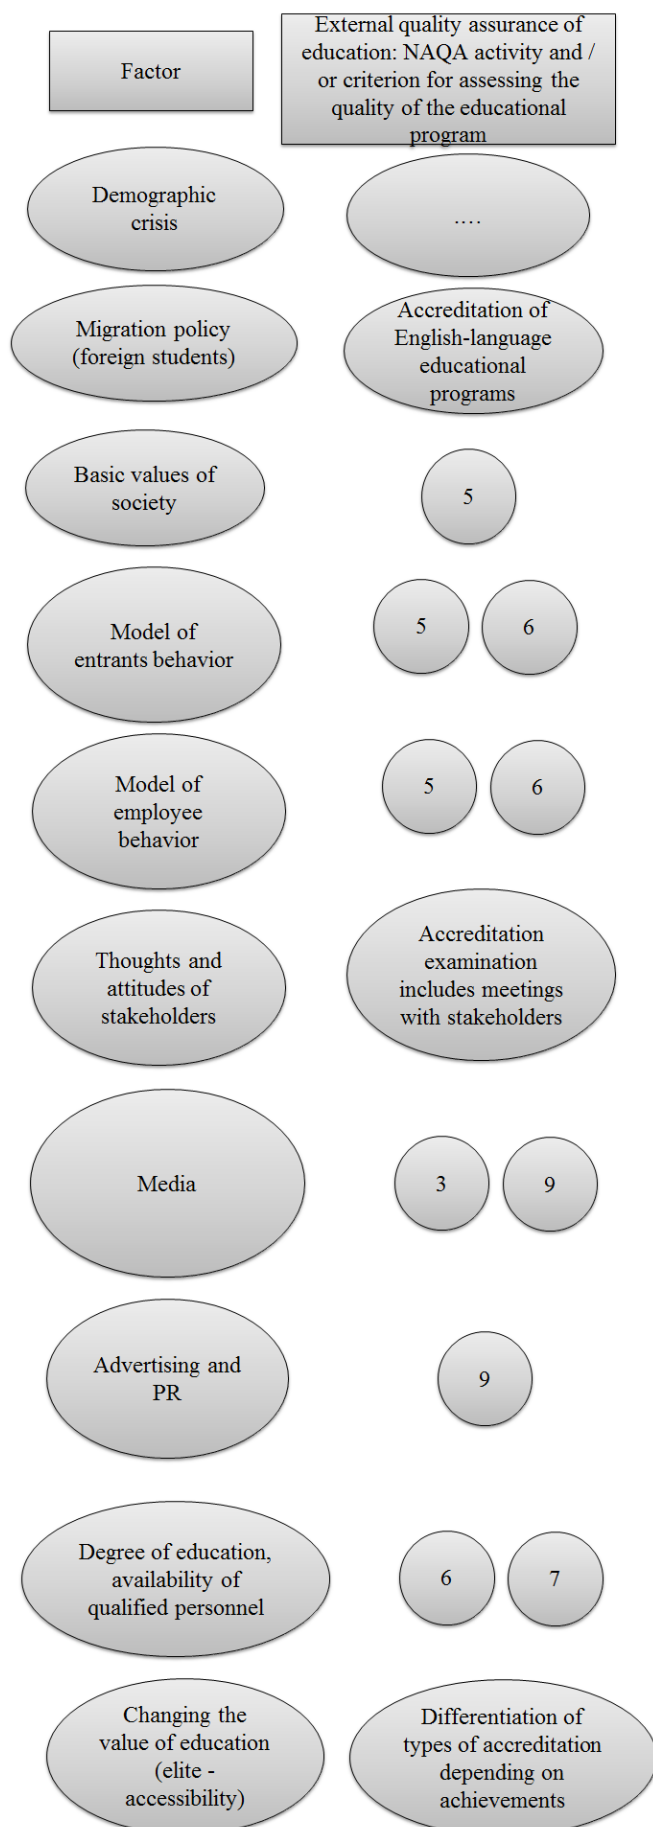 Factor
External quality assurance of
education: NAQA activity and /
or criterion for assessing the
quality of the educational
program
Demographic
crisis
....
Migration policy
(foreign students)
Accreditation of
English-language
educational
programs
Basic values of
society
5
Model of
entrants behavior
5
6
Model of
employee
behavior
5
6
Thoughts and
attitudes of
stakeholders
Accreditation
examination
includes meetings
with stakeholders
Media
3
9
Advertising and
PR
9
Degree of education,
availability of
qualified personnel
6
7
Changing the
value of education
(elite -
accessibility)
Differentiation of
types of accreditation
depending on
achievements